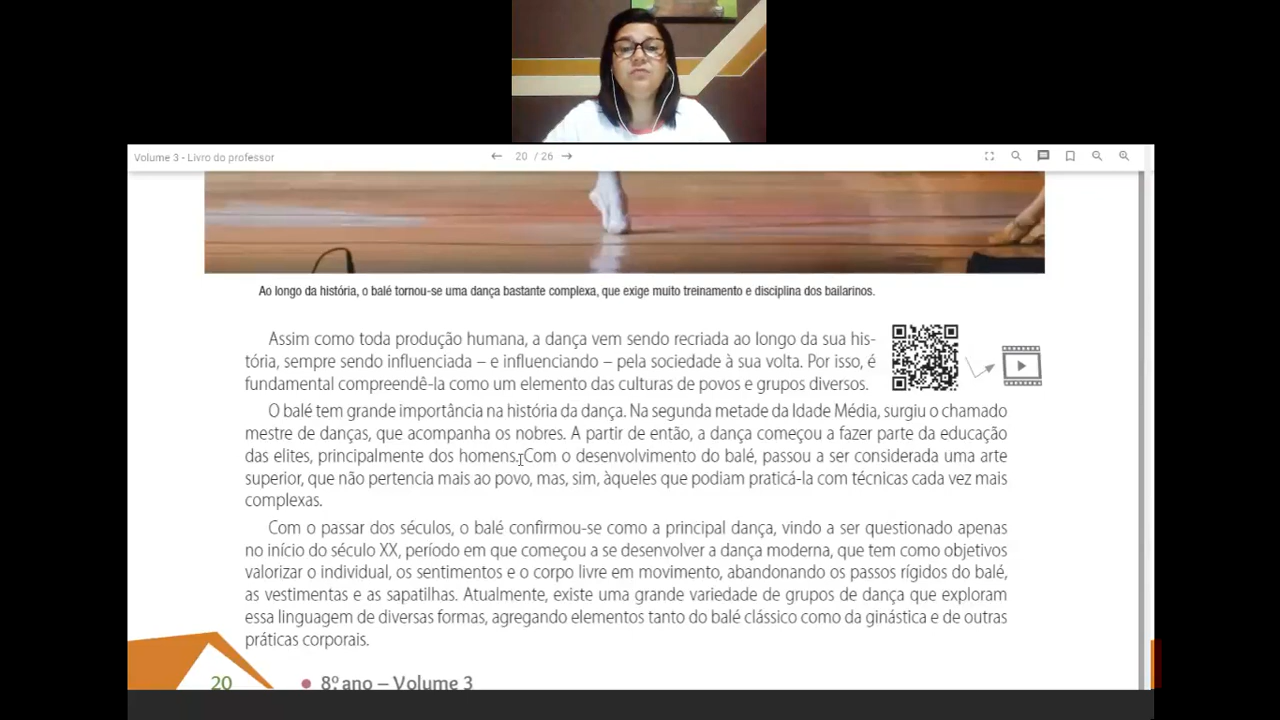 Volume 3 - Livro do professor
20 / 26
Ao longo da história, o balé tornou-se uma dança bastante complexa, que exige muito treinamento e disciplina dos bailarinos.
Assim como toda produção humana, a dança vem sendo recriada ao longo da sua his-
tória, sempre sendo influenciada – e influenciando – pela sociedade à sua volta. Por isso, é
fundamental compreendê-la como um elemento das culturas de povos e grupos diversos.
O balé tem grande importância na história da dança. Na segunda metade da Idade Média, surgiu o chamado
mestre de danças, que acompanha os nobres. A partir de então, a dança começou a fazer parte da educação
das elites, principalmente dos homens. Com o desenvolvimento do balé, passou a ser considerada uma arte
superior, que não pertencia mais ao povo, mas, sim, àqueles que podiam praticá-la com técnicas cada vez mais
complexas.
Com o passar dos séculos, o balé confirmou-se como a principal dança, vindo a ser questionado apenas
no início do século XX, período em que começou a se desenvolver a dança moderna, que tem como objetivos
valorizar o individual, os sentimentos e o corpo livre em movimento, abandonando os passos rígidos do balé,
as vestimentas e as sapatilhas. Atualmente, existe uma grande variedade de grupos de dança que exploram
essa linguagem de diversas formas, agregando elementos tanto do balé clássico como da ginástica e de outras
práticas corporais.
20
8º. ano – Volume 3